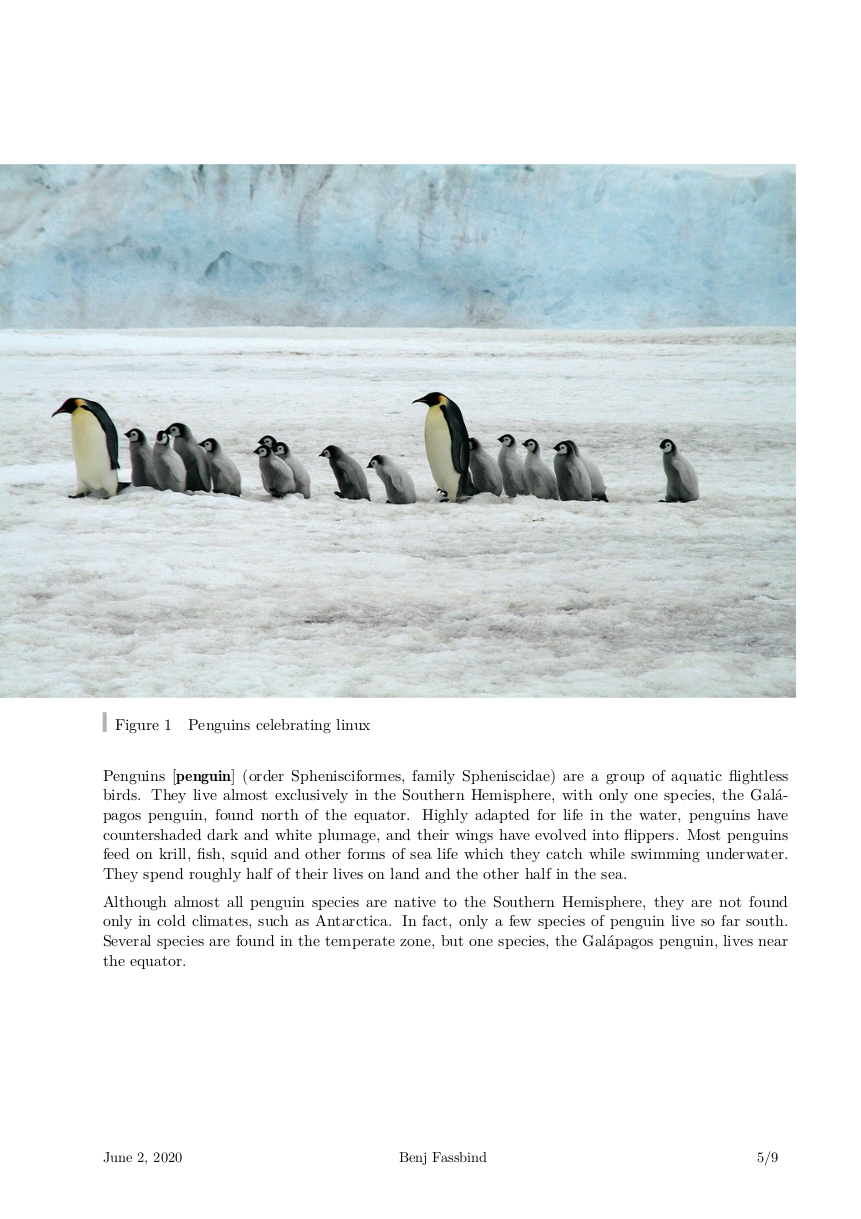 Figure 1 Penguins celebrating linux
Penguins [penguin] (order Sphenisciformes, family Spheniscidae) are a group of aquatic flightless
birds. They live almost exclusively in the Southern Hemisphere, with only one species, the Galá-
pagos penguin, found north of the equator. Highly adapted for life in the water, penguins have
countershaded dark and white plumage, and their wings have evolved into flippers. Most penguins
feed on krill, fish, squid and other forms of sea life which they catch while swimming underwater.
They spend roughly half of their lives on land and the other half in the sea.
Although almost all penguin species are native to the Southern Hemisphere, they are not found
only in cold climates, such as Antarctica. In fact, only a few species of penguin live so far south.
Several species are found in the temperate zone, but one species, the Galápagos penguin, lives near
the equator.
June 2, 2020 Benj Fassbind 5/9